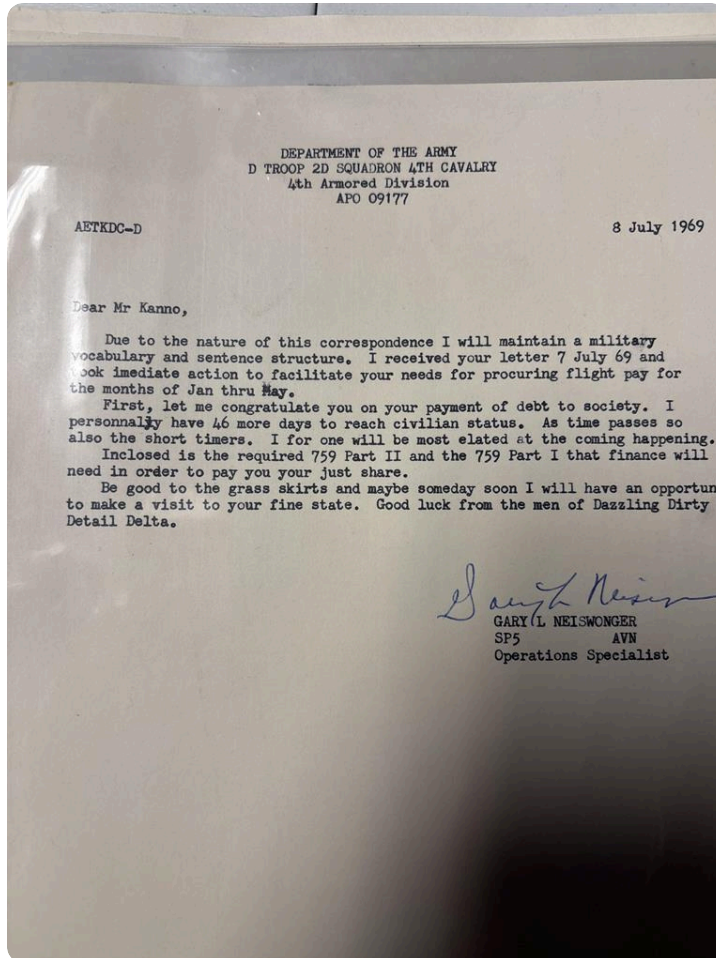 DEPARTMENT OF THE ARMY
D TROOP 2D SQUADRON 4TH CAVALRY
4th Armored Division
APO 09177
AETKDC-D 8 July 1969
Dear Mr Kanno,
Due to the nature of this correspondence I will maintain a military
vocabulary and sentence structure. I received your letter 7 July 69 and
took imediate action to facilitate your needs for procuring flight pay for
the months of Jan thru May.
First, let me congratulate you on your payment of debt to society. I
personnally have 46 more days to reach civilian status. As time passes so
also the short timers. I for one will be most elated at the coming happening.
Inclosed is the required 759 Part II and the 759 Part I that finance will
need in order to pay you your just share.
Be good to the grass skirts and maybe someday soon I will have an opportun
to make a visit to your fine state. Good luck from the men of Dazzling Dirty
Detail Delta.
Gary L Neiswonger
GARY L NEISWONGER
SP5 AVN
Operations Specialist